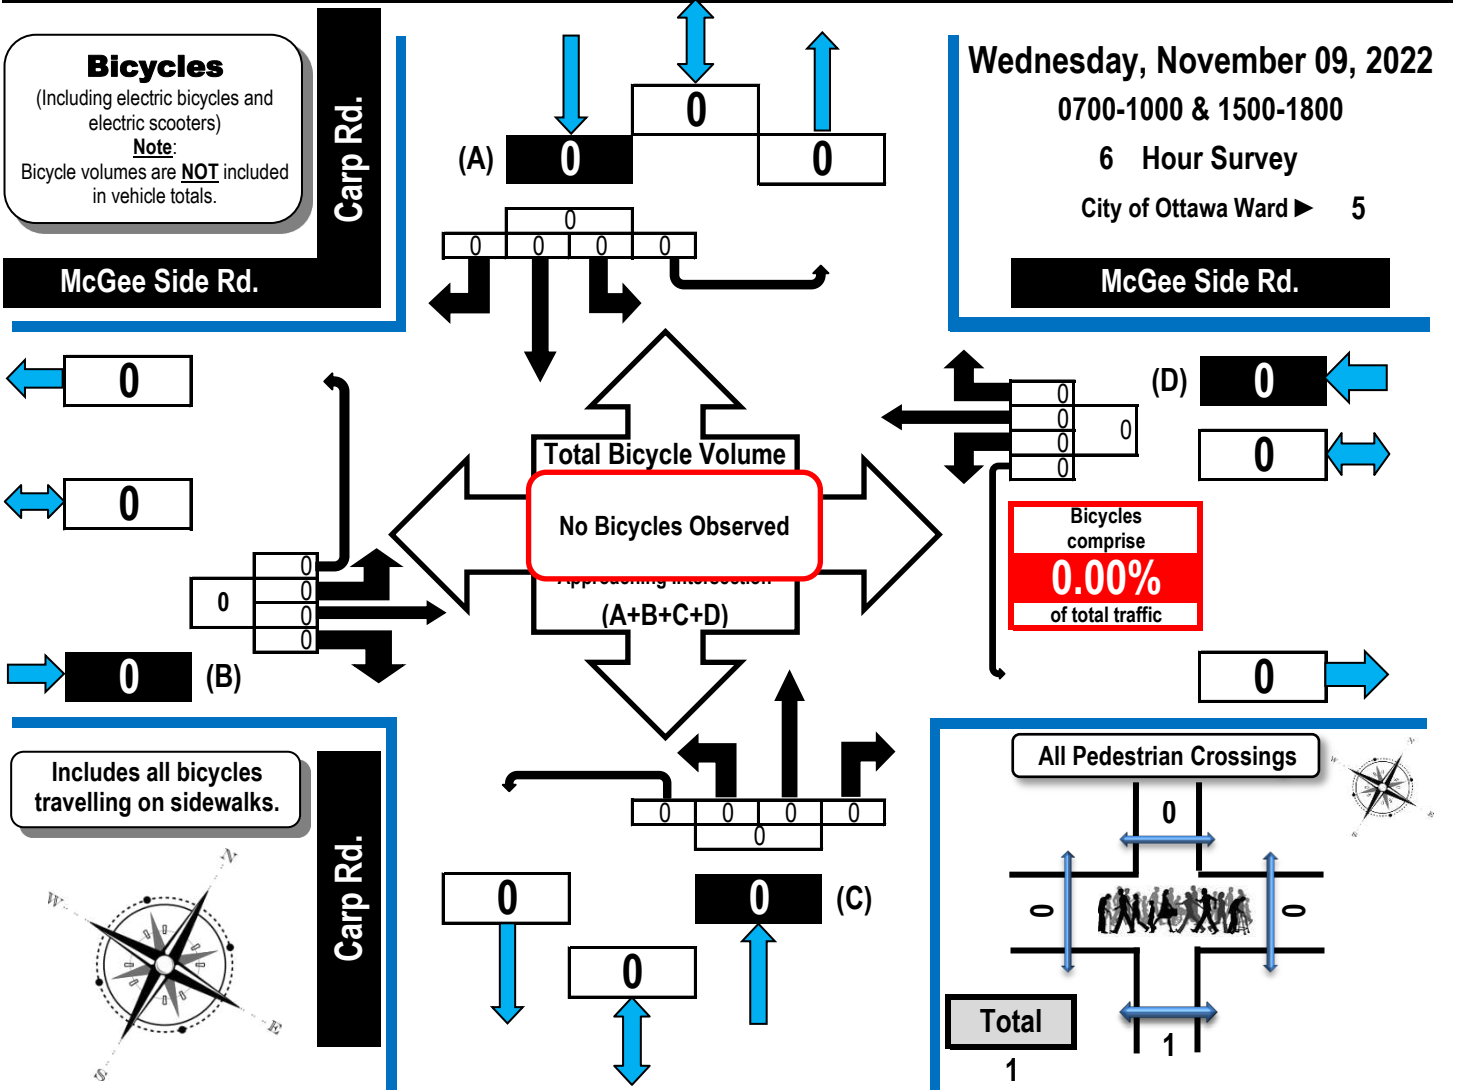 Bicycles
(Including electric bicycles and
electric scooters)
Note:
Bicycle volumes are NOT included
in vehicle totals.
Carp Rd.
McGee Side Rd.
(A)
0
0
0
0
0 0 0 0
Wednesday, November 09, 2022
0700-1000 & 1500-1800
6 Hour Survey
City of Ottawa Ward ► 5
McGee Side Rd.
0
0
0
0
0
0
0
0
0 (B)
Total Bicycle Volume
No Bicycles Observed
(A+B+C+D)
0
0
0
0
0
(D) 0
0
Bicycles
comprise
0.00%
of total traffic
0
Includes all bicycles
travelling on sidewalks.
N
W
E
S
Carp Rd.
0 0 0 0
0
0
0 (C)
0
All Pedestrian Crossings
N
W
E
S
0
0
0
1
Total
1